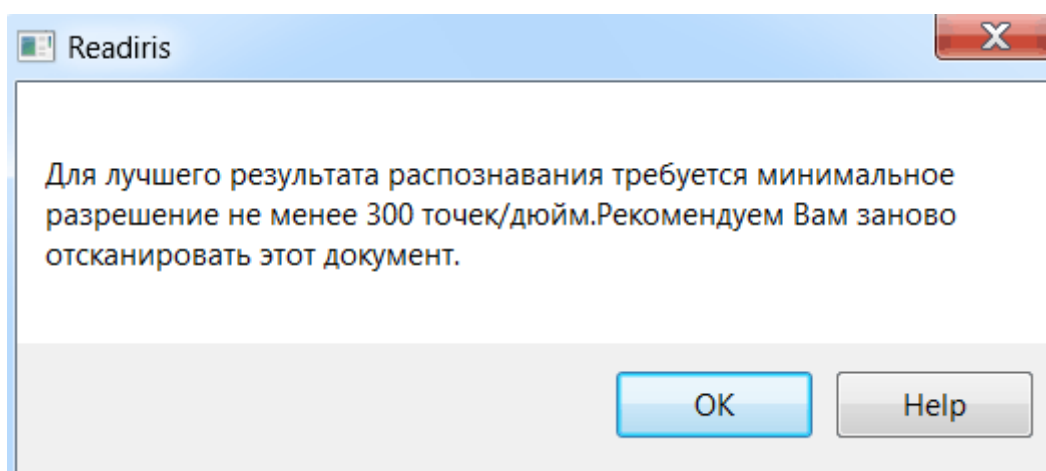 Readiris
Для лучшего результата распознавания требуется минимальное
разрешение не менее 300 точек/дюйм.Рекомендуем Вам заново
отсканировать этот документ.
OK
Help